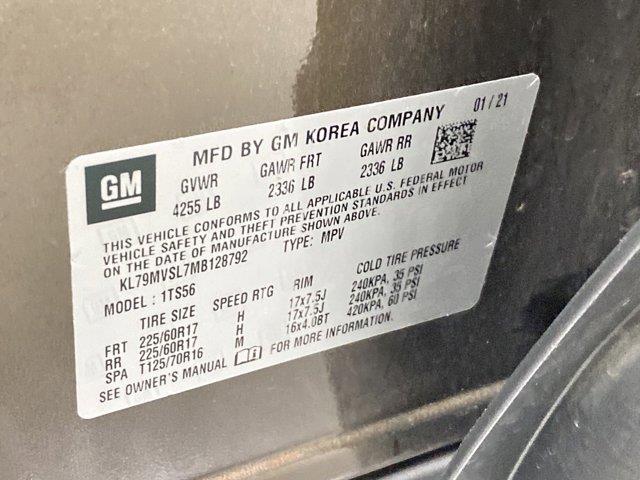 GM
MFD BY GM KOREA COMPANY 01/21
GVWR GAWR FRT GAWR RR
4255 LB 2336 LB 2336 LB
THIS VEHICLE CONFORMS TO ALL APPLICABLE U.S. FEDERAL MOTOR
VEHICLE SAFETY AND THEFT PREVENTION STANDARDS IN EFFECT
ON THE DATE OF MANUFACTURE SHOWN ABOVE.
KL79MVSL7MB128792 TYPE: MPV
MODEL : 1TS56
TIRE SIZE SPEED RTG RIM COLD TIRE PRESSURE
FRT 225/60R17 H 17x7.5J 240KPA, 35 PSI
RR 225/60R17 H 17x7.5J 240KPA, 35 PSI
SPA T125/70R16 M 16x4.0BT 420KPA, 60 PSI
SEE OWNER'S MANUAL FOR MORE INFORMATION.